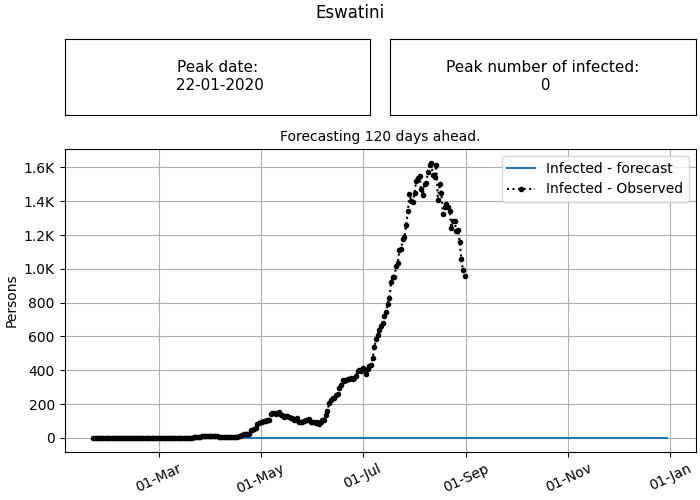 Eswatini
Peak date:
22-01-2020
Peak number of infected:
0
Forecasting 120 days ahead.
Infected - forecast
Infected - Observed
Persons
1.6K
1.4K
1.2K
1.0K
800
600
400
200
0
01-Mar
01-May
01-Jul
01-Sep
01-Nov
01-Jan